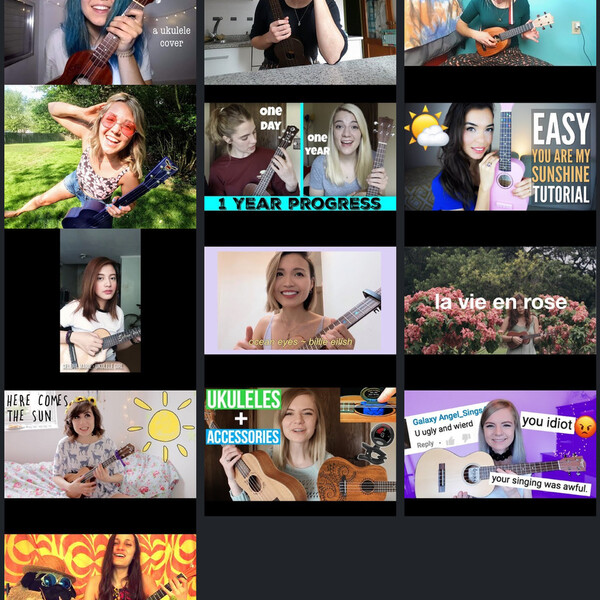 a ukulele
cover
one
DAY
one
YEAR
1 YEAR PROGRESS
EASY
YOU ARE MY
SUNSHINE
TUTORIAL
ocean eyes ~ billie eilish
la vie en rose
HERE COMES
THE SUN
UKULELES
+
ACCESSORIES
Galaxy Angel_Sings
U ugly and wierd
Reply
you idiot
your singing was awful.